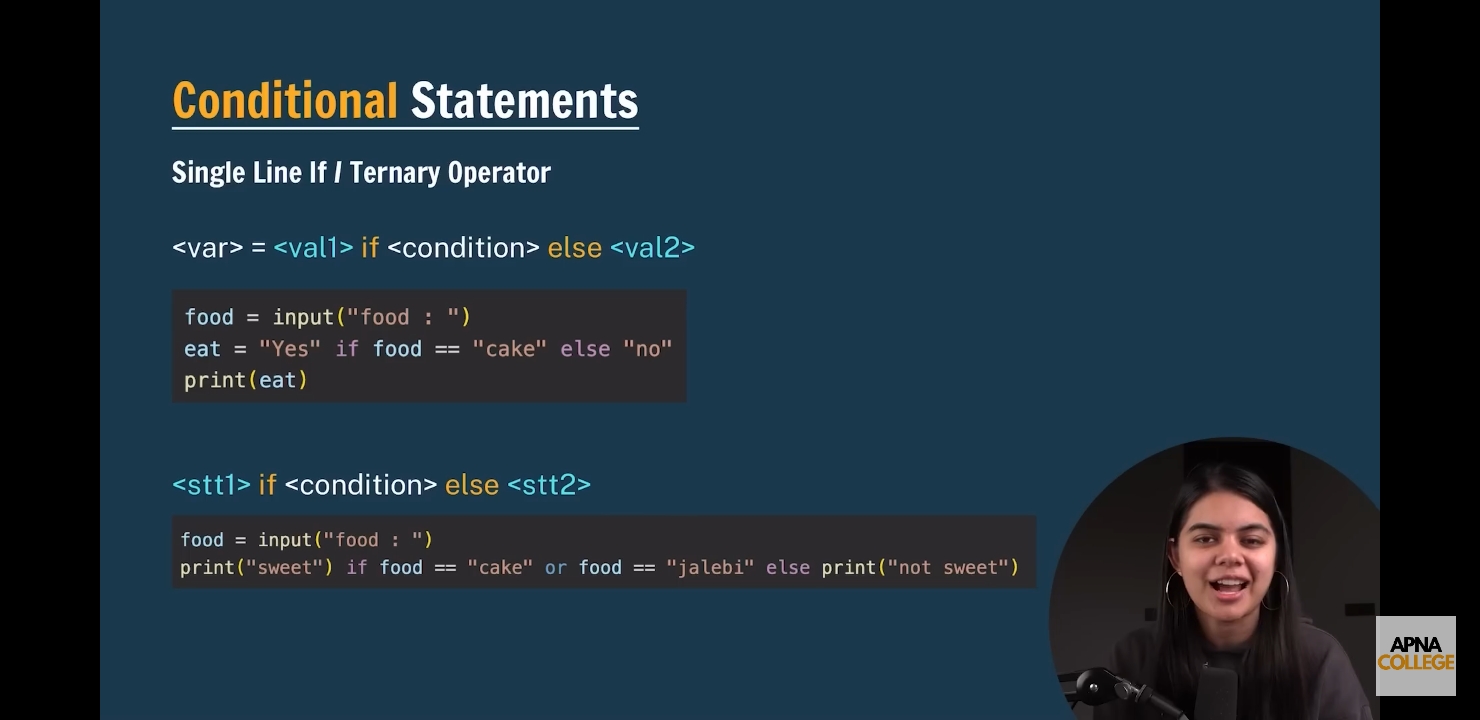 Conditional Statements
Single Line If / Ternary Operator
<var> = <val1> if <condition> else <val2>
food = input("food : ")
eat = "Yes" if food == "cake" else "no"
print(eat)
<stt1> if <condition> else <stt2>
food = input("food : ")
print("sweet") if food == "cake" or food == "jalebi" else print("not sweet")
APNA
COLLEGE